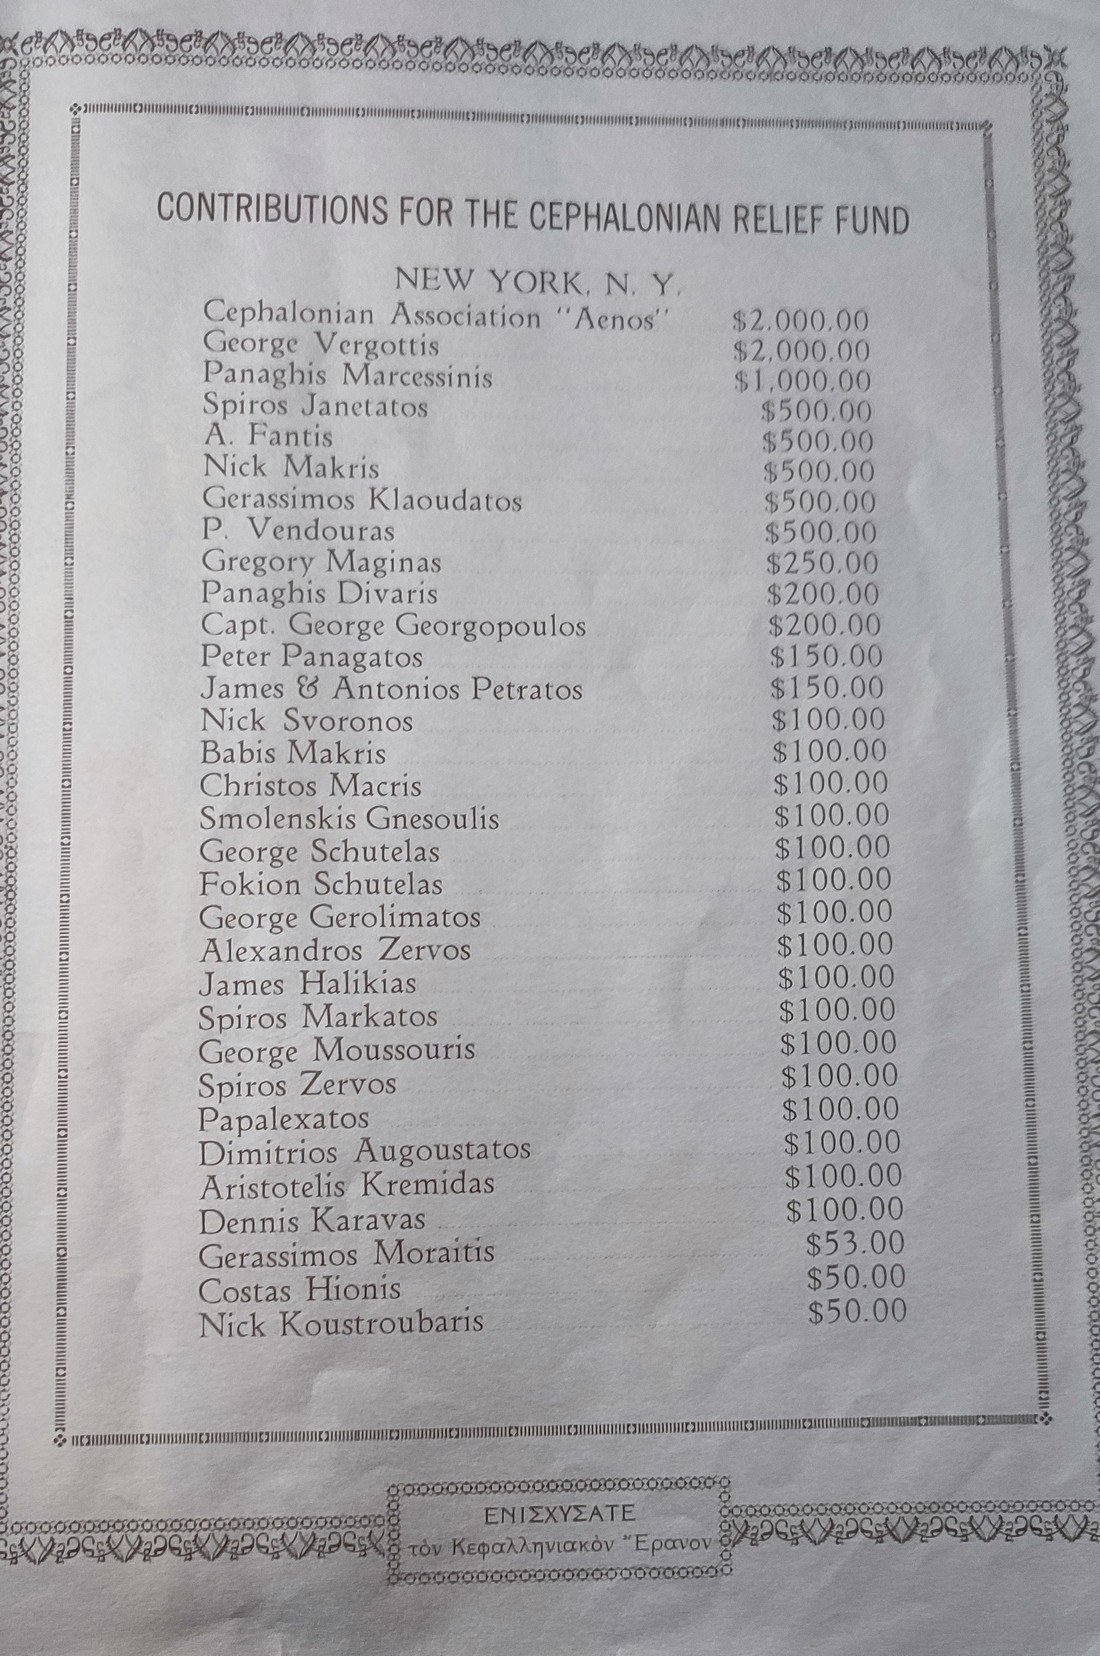 CONTRIBUTIONS FOR THE CEPHALONIAN RELIEF FUND
NEW YORK, N. Y.
Cephalonian Association "Aenos" $2.000.00
George Vergottis $2,000.00
Panaghis Marcessinis $1,000.00
Spiros Janetatos $500.00
A. Fantis $500.00
Nick Makris $500.00
Gerassimos Klaoudatos $500.00
P. Vendouras $500.00
Gregory Maginas $250.00
Panaghis Divaris $200.00
Capt. George Georgopoulos $200.00
Peter Panagatos $150.00
James & Antonios Petratos $150.00
Nick Svoronos $100.00
Babis Makris $100.00
Christos Macris $100.00
Smolenskis Gnesoulis $100.00
George Schutelas $100.00
Fokion Schutelas $100.00
George Gerolimatos $100.00
Alexandros Zervos $100.00
James Halikias $100.00
Spiros Markatos $100.00
George Moussouris $100.00
Spiros Zervos $100.00
Papalexatos $100.00
Dimitrios Augoustatos $100.00
Aristotelis Kremidas $100.00
Dennis Karavas $100.00
Gerassimos Moraitis $53.00
Costas Hionis $50.00
Nick Koustroubaris $50.00
ΕΝΙΣΧΥΣΑΤΕ
τὸν Κεφαλληνιακὸν Ἔρανον